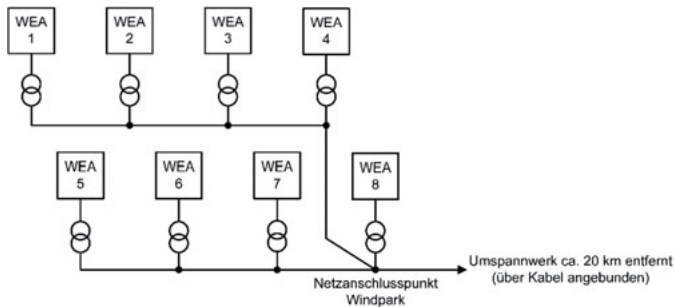 WEA
1
WEA
2
WEA
3
WEA
4
WEA
5
WEA
6
WEA
7
WEA
8
Umspannwerk ca. 20 km entfernt
(über Kabel angebunden)
Netzanschlusspunkt
Windpark